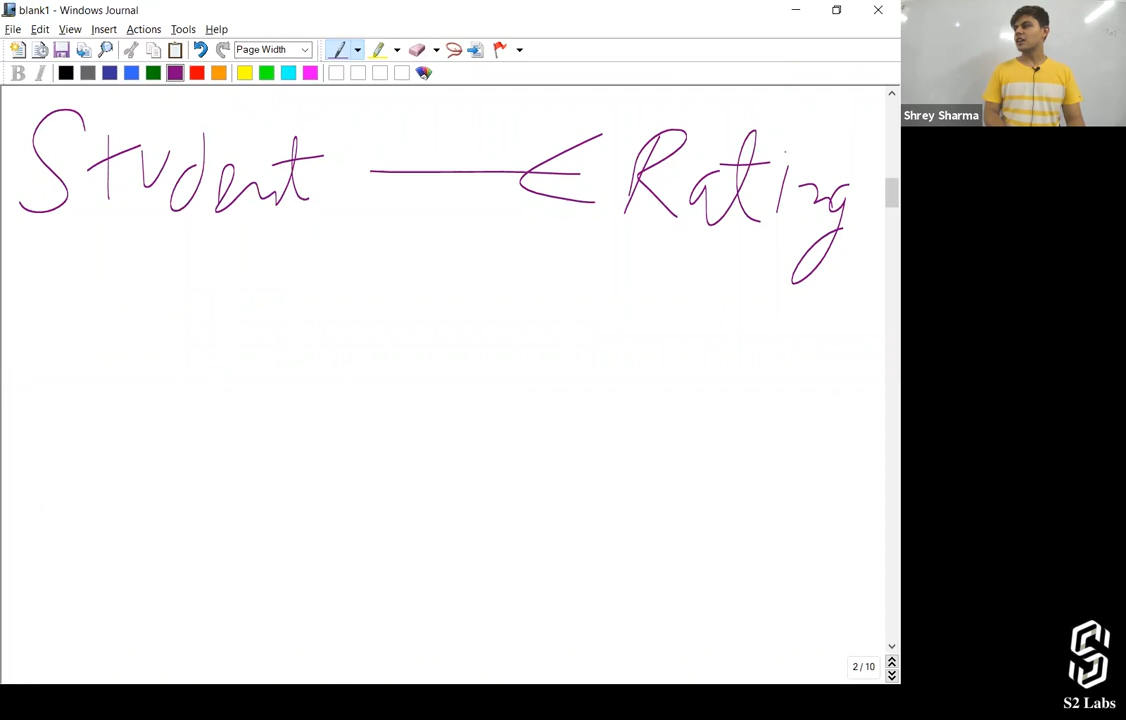 blank1 - Windows Journal
File Edit View Insert Actions Tools Help
Page Width
B I
Shrey Sharma
Student Rating
2 / 10
S2 Labs